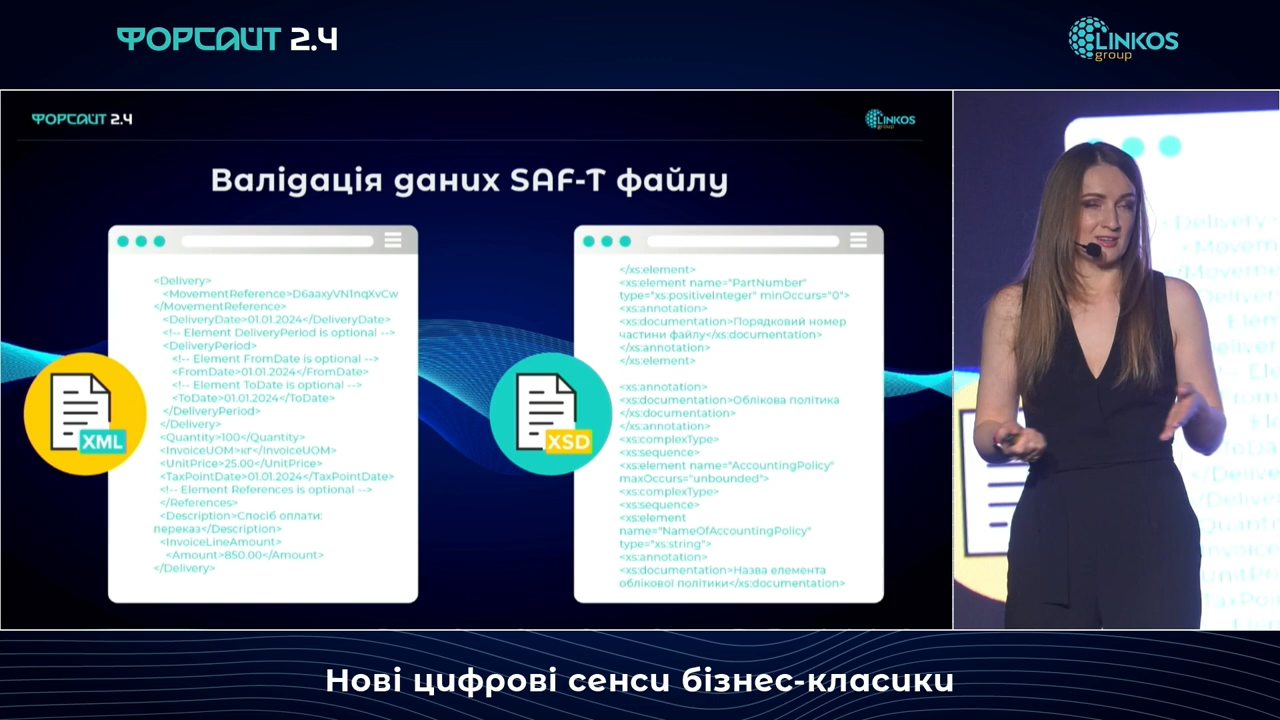 ФОРСАЙТ 2.4
LINKOS
group
ФОРСАЙТ 2.4
LINKOS
group
Валідація даних SAF-T файлу
<Delivery>
<MovementReference>D6aaxyVN1nqXvCw
</MovementReference>
<DeliveryDate>01.01.2024</DeliveryDate>
<!-- Element DeliveryPeriod is optional -->
<DeliveryPeriod>
<!-- Element FromDate is optional -->
<FromDate>01.01.2024</FromDate>
<!-- Element ToDate is optional -->
<ToDate>01.01.2024</ToDate>
</DeliveryPeriod>
</Delivery>
<Quantity>100</Quantity>
<InvoiceUOM>кг</InvoiceUOM>
<UnitPrice>25.00</UnitPrice>
<TaxPointDate>01.01.2024</TaxPointDate>
<!-- Element References is optional -->
</References>
<Description>Спосіб оплати:
переказ</Description>
<InvoiceLineAmount>
<Amount>850.00</Amount>
</Delivery>
XML
</xs:element>
<xs:element name="PartNumber"
type="xs:positiveInteger" minOccurs="0">
<xs:annotation>
<xs:documentation>Порядковий номер
частини файлу</xs:documentation>
</xs:annotation>
</xs:element>
<xs:annotation>
<xs:documentation>Облікова політика
</xs:documentation>
</xs:annotation>
<xs:complexType>
<xs:sequence>
<xs:element name="AccountingPolicy"
maxOccurs="unbounded">
<xs:complexType>
<xs:sequence>
<xs:element
name="NameOfAccountingPolicy"
type="xs:string">
<xs:annotation>
<xs:documentation>Назва елемента
облікової політики</xs:documentation>
XSD
Нові цифрові сенси бізнес-класики